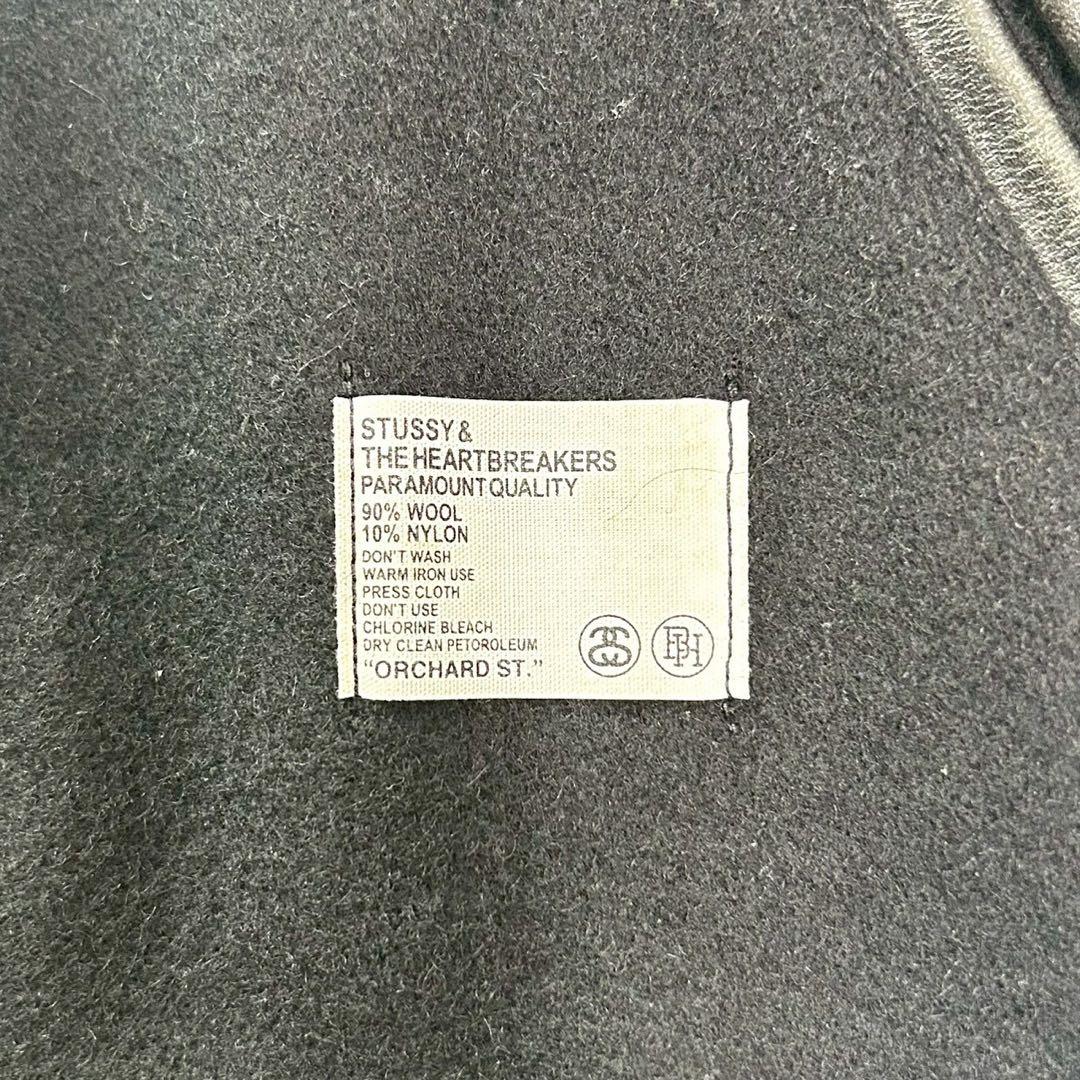 STUSSY &
THE HEARTBREAKERS
PARAMOUNT QUALITY
90% WOOL
10% NYLON
DON'T WASH
WARM IRON USE
PRESS CLOTH
DON'T USE
CHLORINE BLEACH
DRY CLEAN PETOROLEUM
"ORCHARD ST."